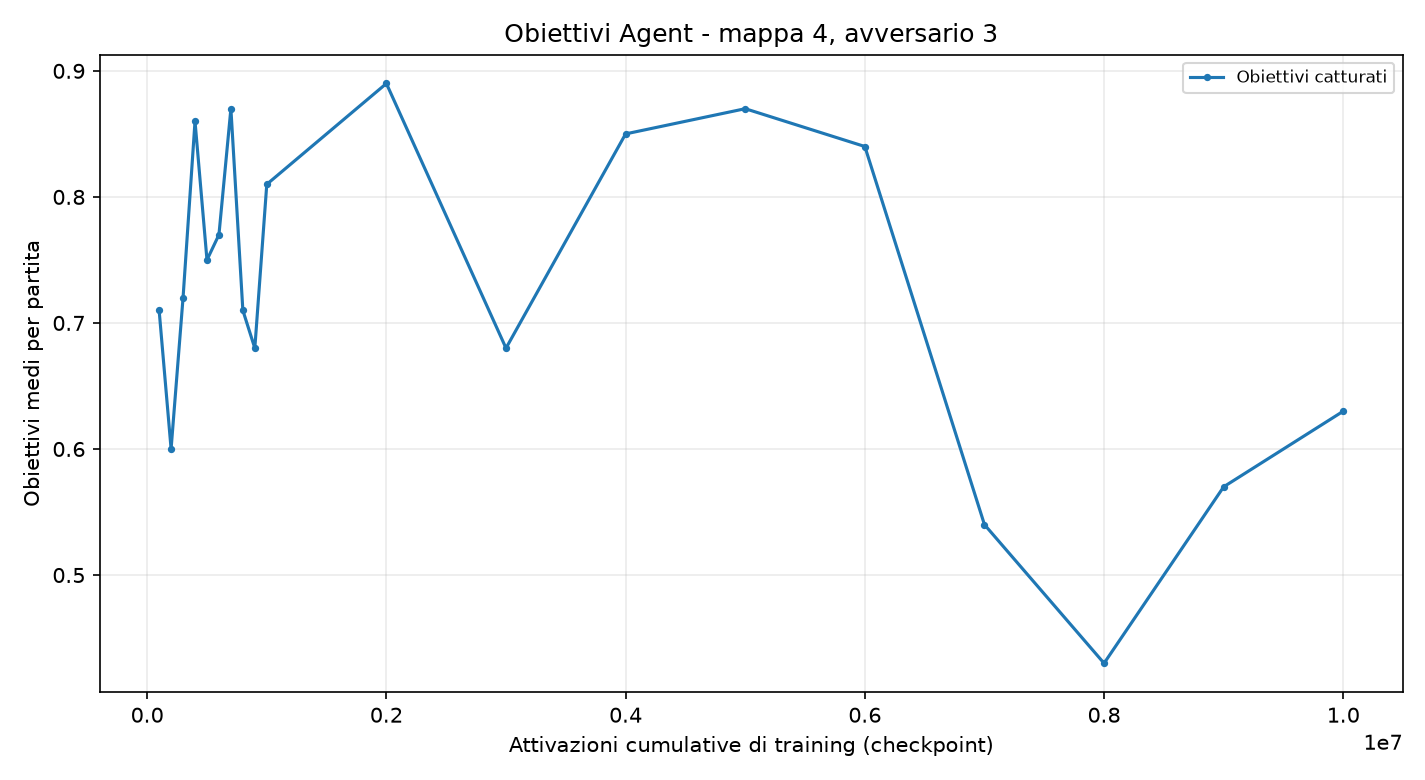 Obiettivi Agent - mappa 4, avversario 3
Obiettivi catturati
Obiettivi medi per partita
0.9
0.8
0.7
0.6
0.5
0.0 0.2 0.4 0.6 0.8 1.0
1e7
Attivazioni cumulative di training (checkpoint)